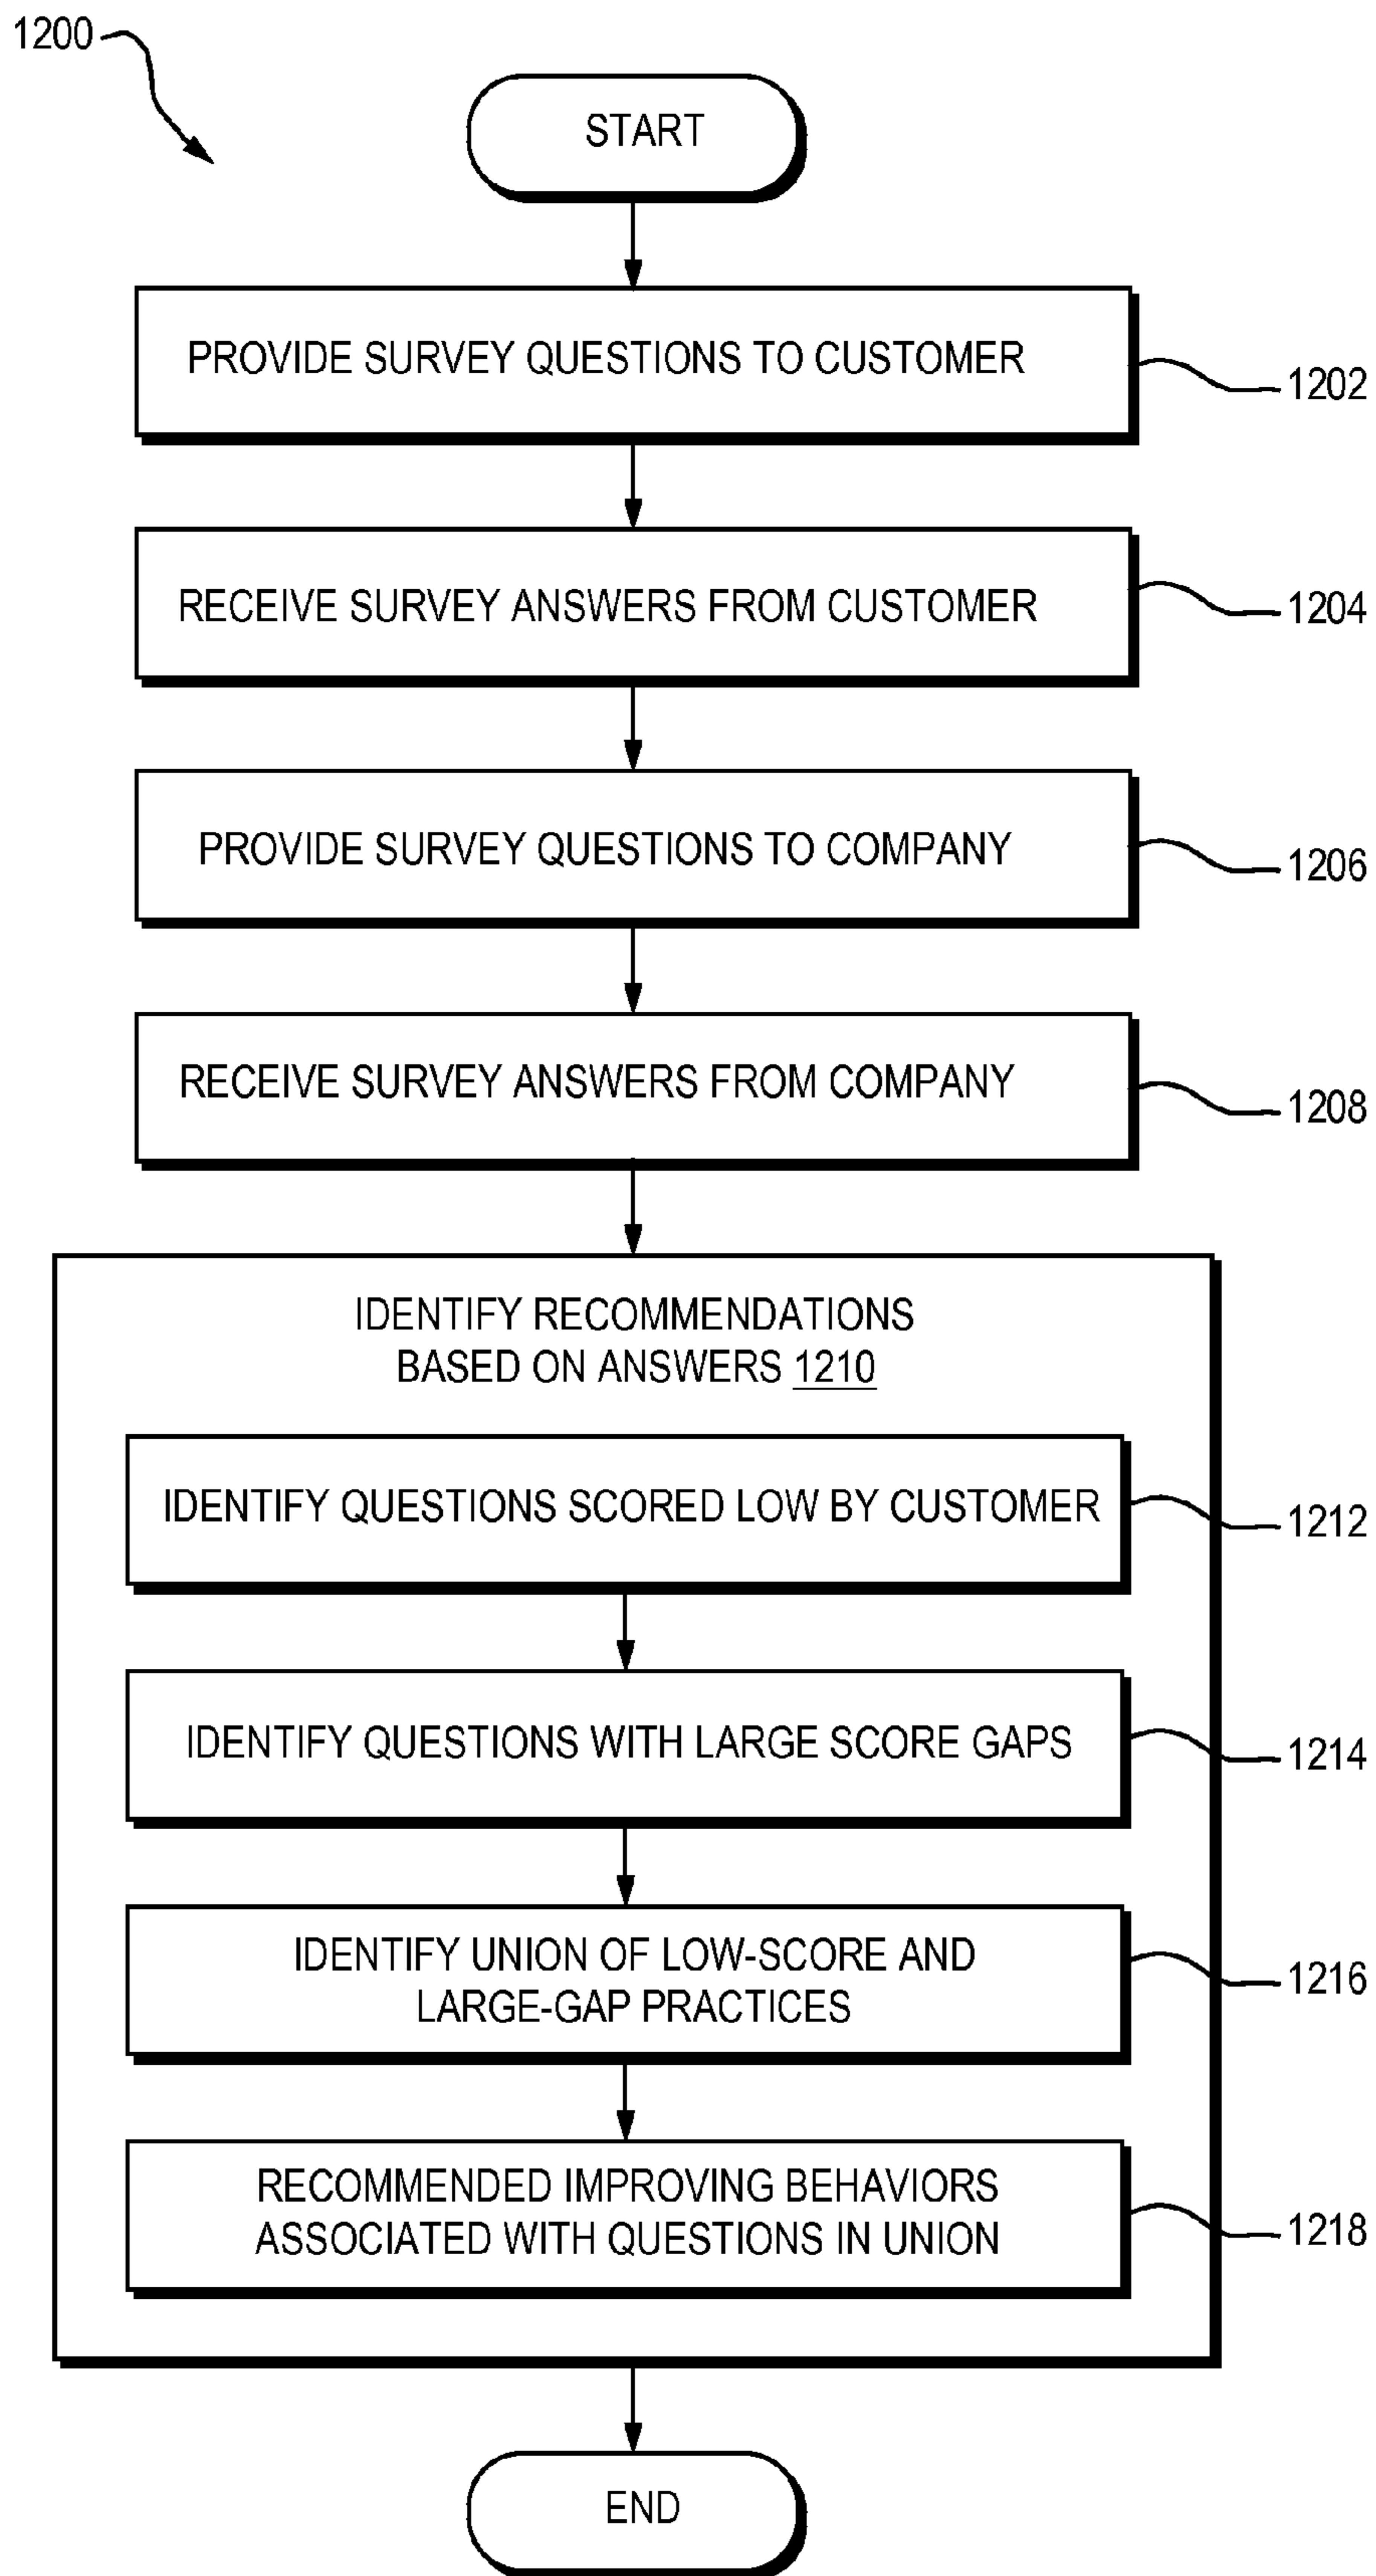 1200
START
PROVIDE SURVEY QUESTIONS TO CUSTOMER
1202
RECEIVE SURVEY ANSWERS FROM CUSTOMER
1204
PROVIDE SURVEY QUESTIONS TO COMPANY
1206
RECEIVE SURVEY ANSWERS FROM COMPANY
1208
IDENTIFY RECOMMENDATIONS
BASED ON ANSWERS 1210
IDENTIFY QUESTIONS SCORED LOW BY CUSTOMER
1212
IDENTIFY QUESTIONS WITH LARGE SCORE GAPS
1214
IDENTIFY UNION OF LOW-SCORE AND
LARGE-GAP PRACTICES
1216
RECOMMENDED IMPROVING BEHAVIORS
ASSOCIATED WITH QUESTIONS IN UNION
1218
END